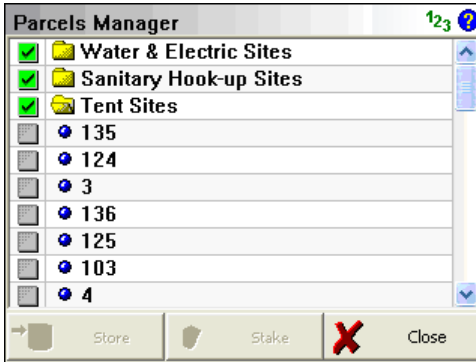 Parcels Manager 123 ?
Water & Electric Sites
Sanitary Hook-up Sites
Tent Sites
135
124
3
136
125
103
4
Store Stake Close